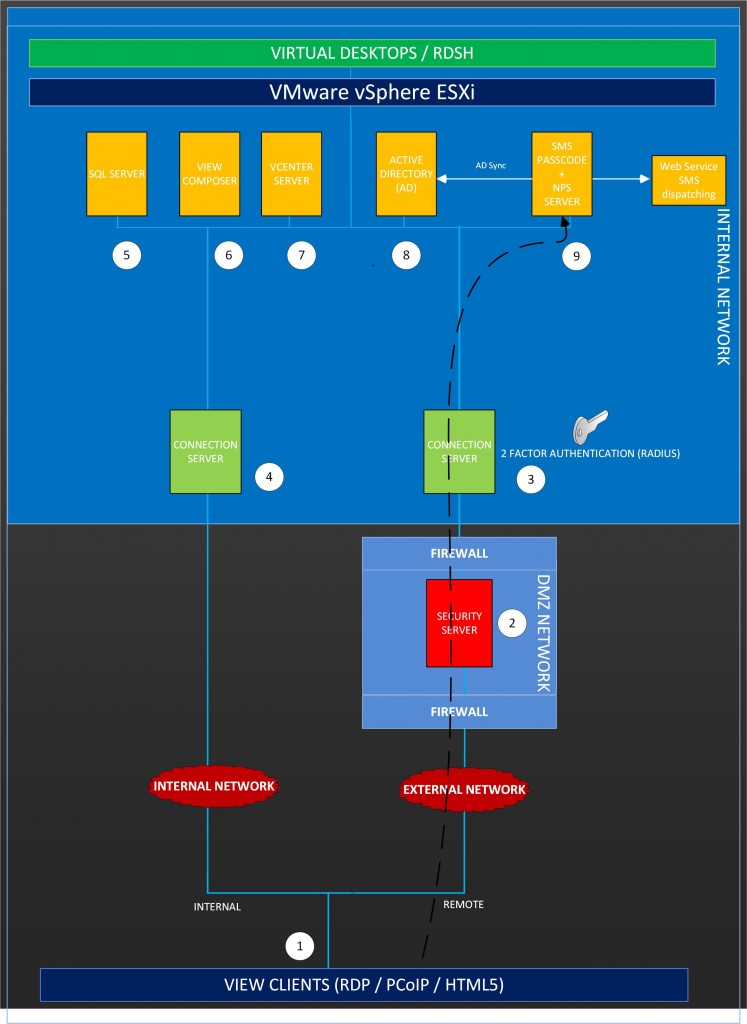 VIRTUAL DESKTOPS / RDSH
VMware vSphere ESXi
SQL SERVER
VIEW
COMPOSER
VCENTER
SERVER
ACTIVE
DIRECTORY
(AD)
AD Sync
SMS
PASSCODE
+
NPS
SERVER
Web Service
SMS
dispatching
INTERNAL NETWORK
5
6
7
8
9
CONNECTION
SERVER
4
CONNECTION
SERVER
3
2 FACTOR AUTHENTICATION (RADIUS)
FIREWALL
SECURITY
SERVER
2
DMZ NETWORK
FIREWALL
INTERNAL NETWORK
EXTERNAL NETWORK
INTERNAL
REMOTE
1
VIEW CLIENTS (RDP / PCoIP / HTML5)